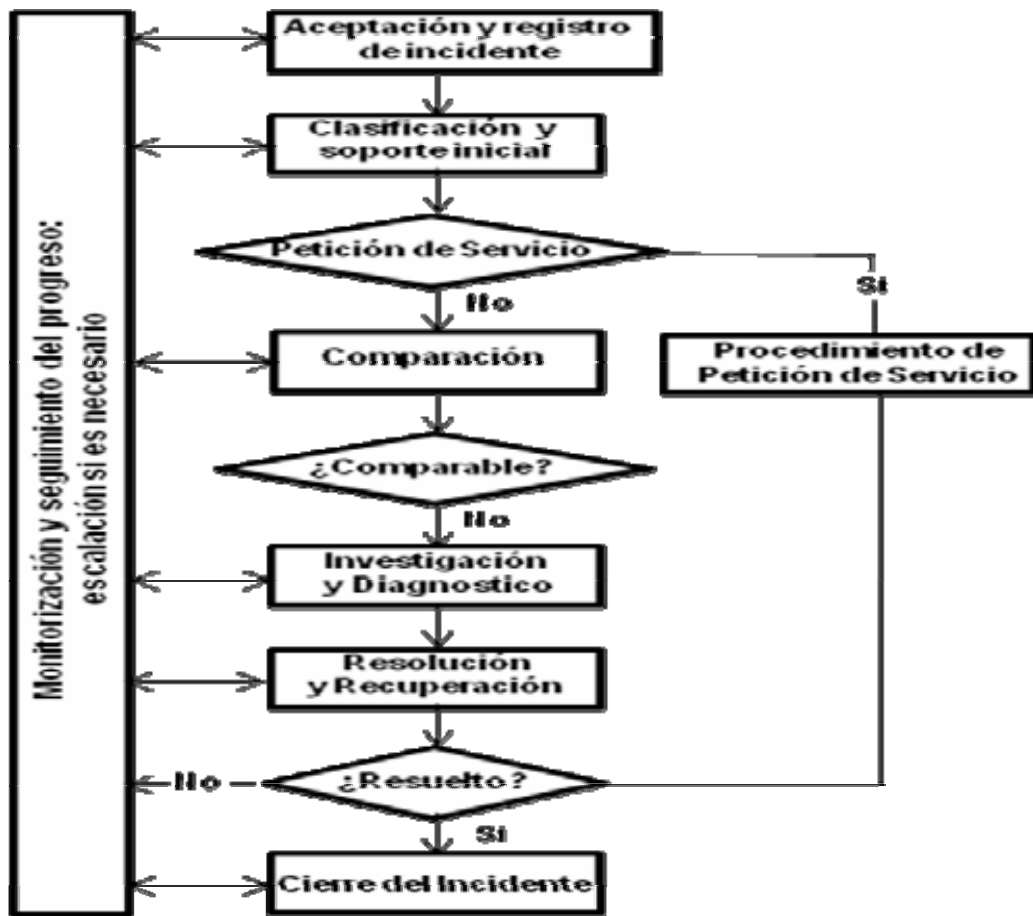 Aceptación y registro
de incidente
Clasificación y
soporte inicial
Petición de Servicio
Si
No
Comparación
Procedimiento de
Petición de Servicio
¿Comparable?
No
Investigación
y Diagnostico
Resolución
y Recuperación
No
¿Resuelto?
Si
Cierre del Incidente
Monitorización y seguimiento del progreso:
escalación si es necesario